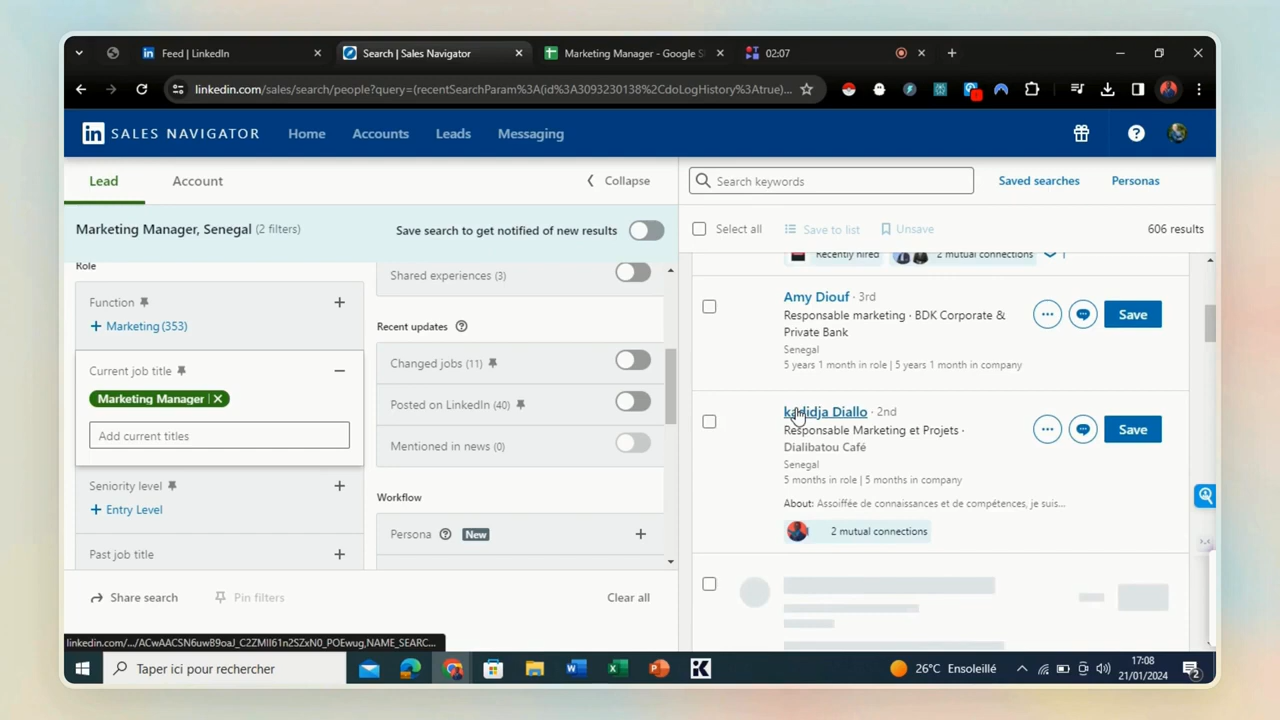 Feed | LinkedIn
Search | Sales Navigator
Marketing Manager - Google S
02:07
linkedin.com/sales/search/people?query=(recentSearchParam%3A(id%3A3093230138%2CdoLogHistory%3Atrue)...
in SALES NAVIGATOR
Home
Accounts
Leads
Messaging
Lead
Account
Collapse
Search keywords
Saved searches
Personas
Marketing Manager, Senegal (2 filters)
Save search to get notified of new results
Select all
Save to list
Unsave
606 results
Role
Function
+ Marketing (353)
Current job title
Marketing Manager
Add current titles
Seniority level
+ Entry Level
Past job title
Shared experiences (3)
Recent updates
Changed jobs (11)
Posted on LinkedIn (40)
Mentioned in news (0)
Workflow
Persona
New
Share search
Pin filters
Clear all
Recently hired
2 mutual connections
Amy Diouf · 3rd
Responsable marketing · BDK Corporate &
Private Bank
Senegal
5 years 1 month in role | 5 years 1 month in company
Save
Diallo · 2nd
Responsable Marketing et Projets ·
Dialibatou Café
Senegal
5 months in role | 5 months in company
About: Assoiffée de connaissances et de compétences, je suis...
2 mutual connections
Save
Taper ici pour rechercher
26°C Ensoleillé
17:08
21/01/2024
2